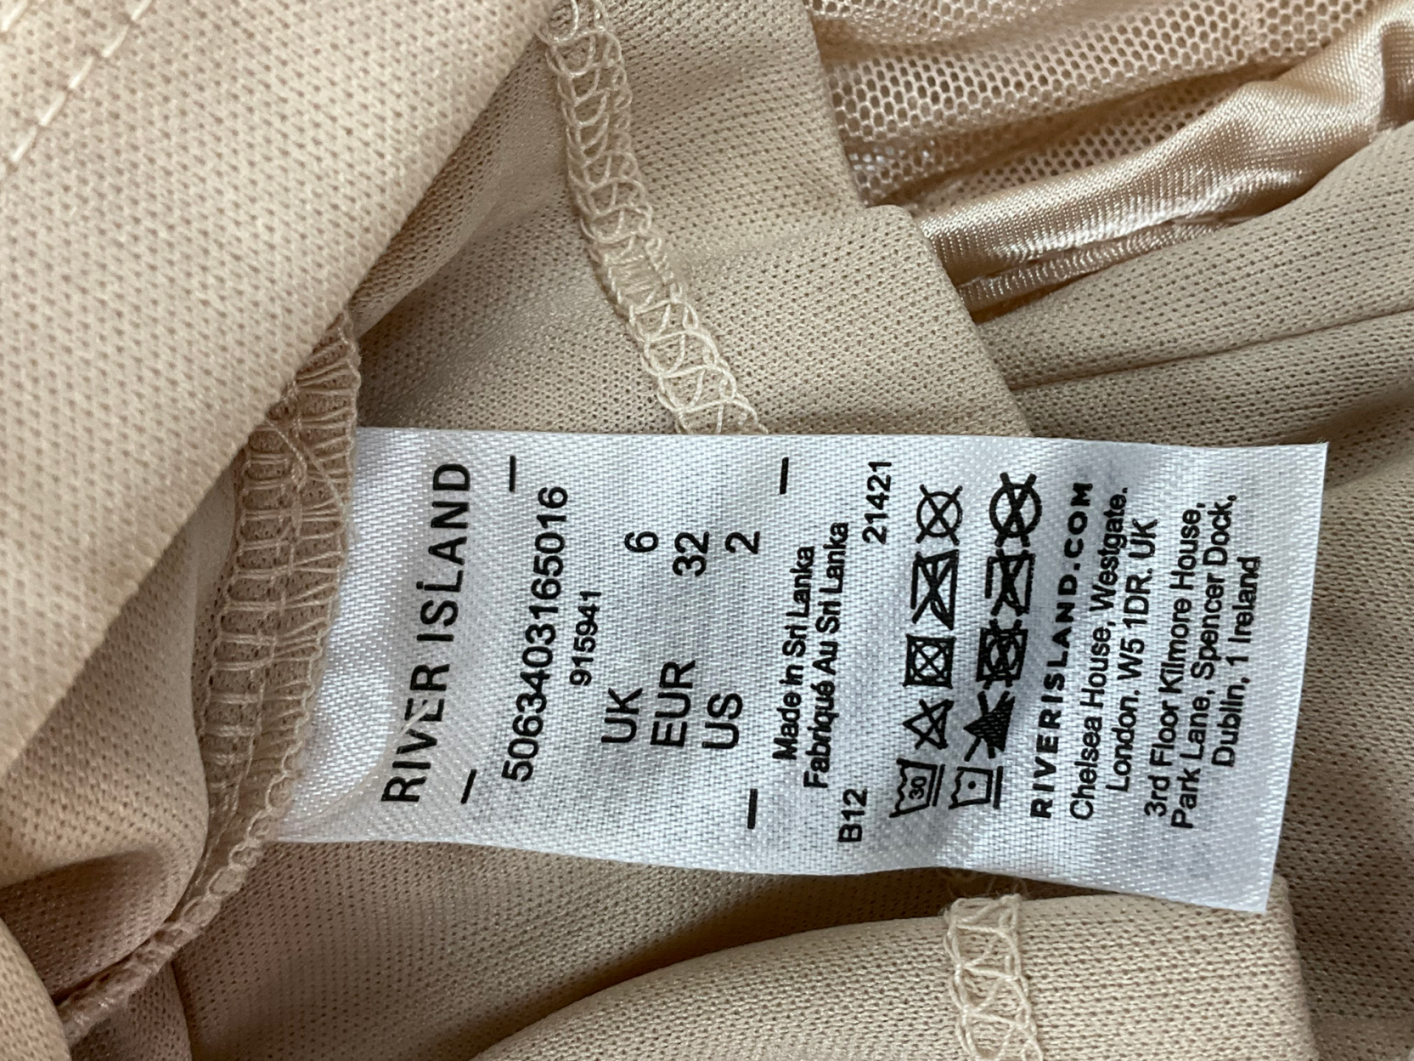 RIVER ISLAND
5063403165016
915941
UK 6
EUR 32
US 2
Made In Sri Lanka
Fabriqué Au Sri Lanka
B12 21421
30
RIVERISLAND.COM
Chelsea House, Westgate.
London. W5 1DR. UK
3rd Floor Kilmore House,
Park Lane, Spencer Dock,
Dublin, 1 Ireland